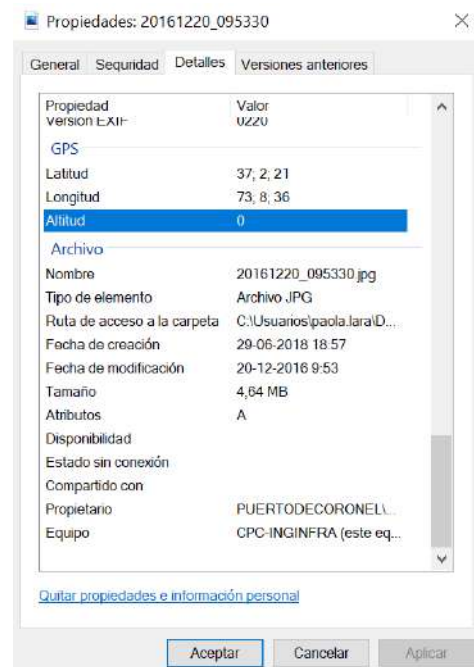 Propiedades: 20161220_095330
General Seguridad Detalles Versiones anteriores
Propiedad Valor
Versión EXIF 0220
GPS
Latitud 37; 2; 21
Longitud 73; 8; 36
Altitud 0
Archivo
Nombre 20161220_095330.jpg
Tipo de elemento Archivo JPG
Ruta de acceso a la carpeta C:\Usuarios\paola.lara\D...
Fecha de creación 29-06-2018 18:57
Fecha de modificación 20-12-2016 9:53
Tamaño 4,64 MB
Atributos A
Disponibilidad
Estado sin conexión
Compartido con
Propietario PUERTODECORONEL\...
Equipo CPC-INGINFRA (este eq...
Quitar propiedades e información personal
Aceptar Cancelar Aplicar